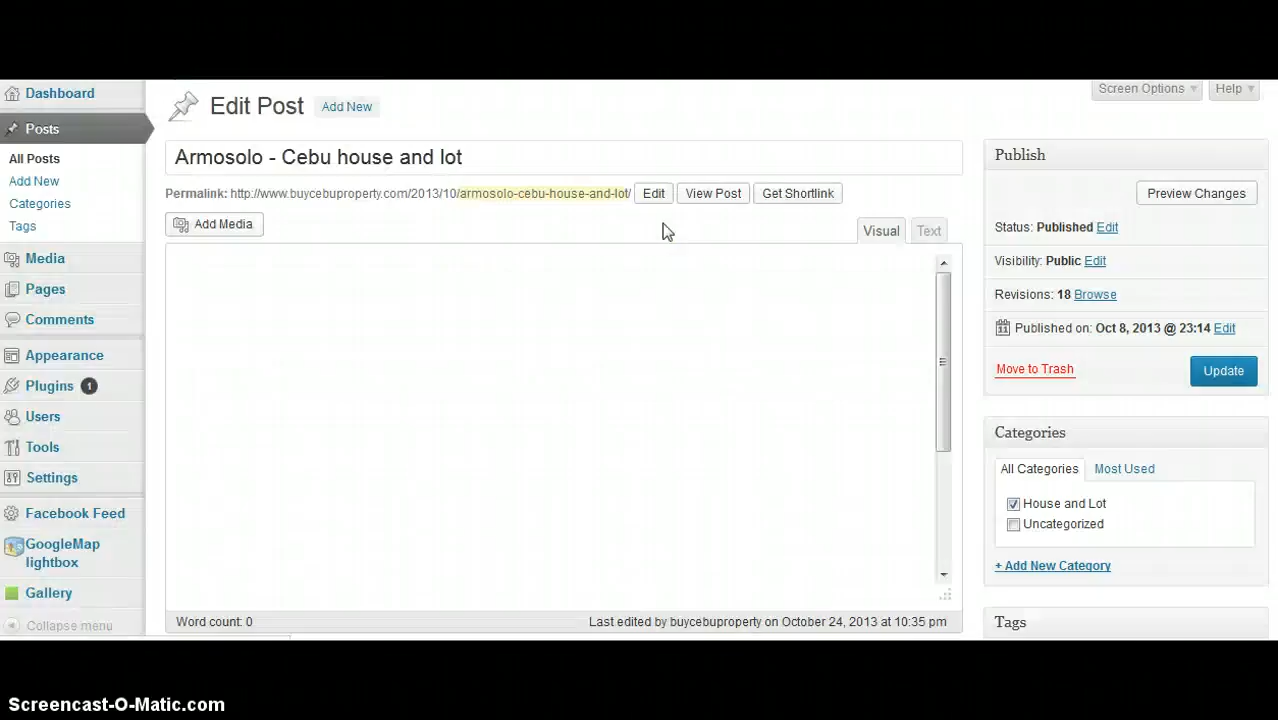 Dashboard
Posts
All Posts
Add New
Categories
Tags
Media
Pages
Comments
Appearance
Plugins 1
Users
Tools
Settings
Facebook Feed
GoogleMap
lightbox
Gallery
Collapse menu
Screen Options
Help
Edit Post Add New
Armosolo - Cebu house and lot
Permalink: http://www.buycebuproperty.com/2013/10/armosolo-cebu-house-and-lot/ Edit View Post Get Shortlink
Add Media
Visual Text
Word count: 0 Last edited by buycebuproperty on October 24, 2013 at 10:35 pm
Publish
Preview Changes
Status: Published Edit
Visibility: Public Edit
Revisions: 18 Browse
11 Published on: Oct 8, 2013 @ 23:14 Edit
Move to Trash Update
Categories
All Categories Most Used
House and Lot
Uncategorized
+ Add New Category
Tags
Screencast-O-Matic.com